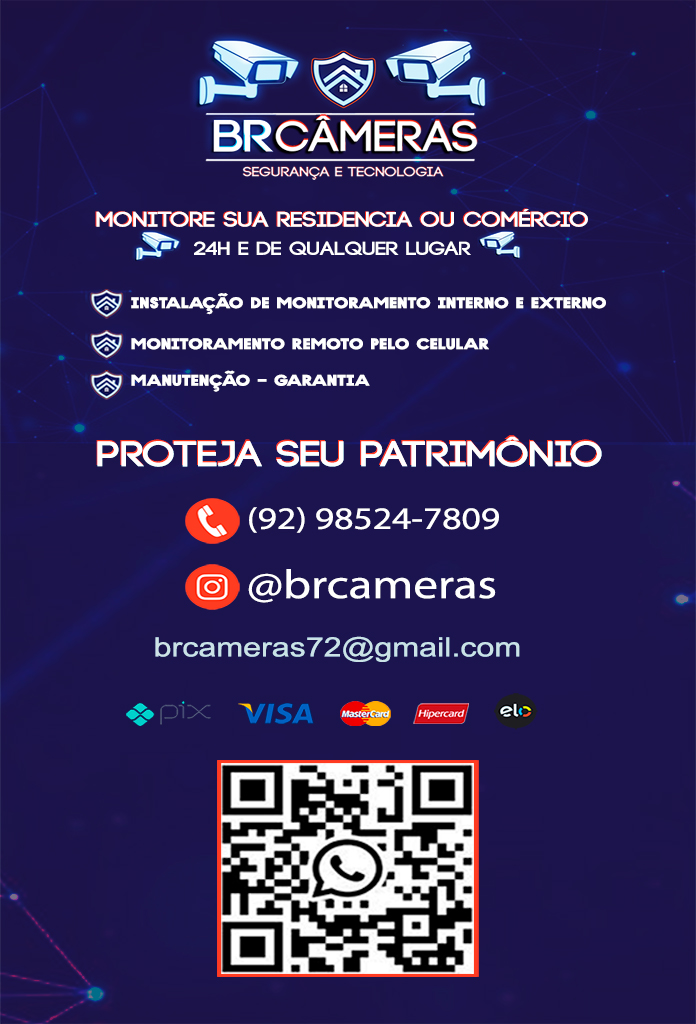 BRCÂMERAS
SEGURANÇA E TECNOLOGIA
MONITORE SUA RESIDENCIA OU COMÉRCIO
24H E DE QUALQUER LUGAR
INSTALAÇÃO DE MONITORAMENTO INTERNO E EXTERNO
MONITORAMENTO REMOTO PELO CELULAR
MANUTENÇÃO - GARANTIA
PROTEJA SEU PATRIMÔNIO
(92) 98524-7809
@brcameras
brcameras72@gmail.com
pix VISA MasterCard Hipercard elo